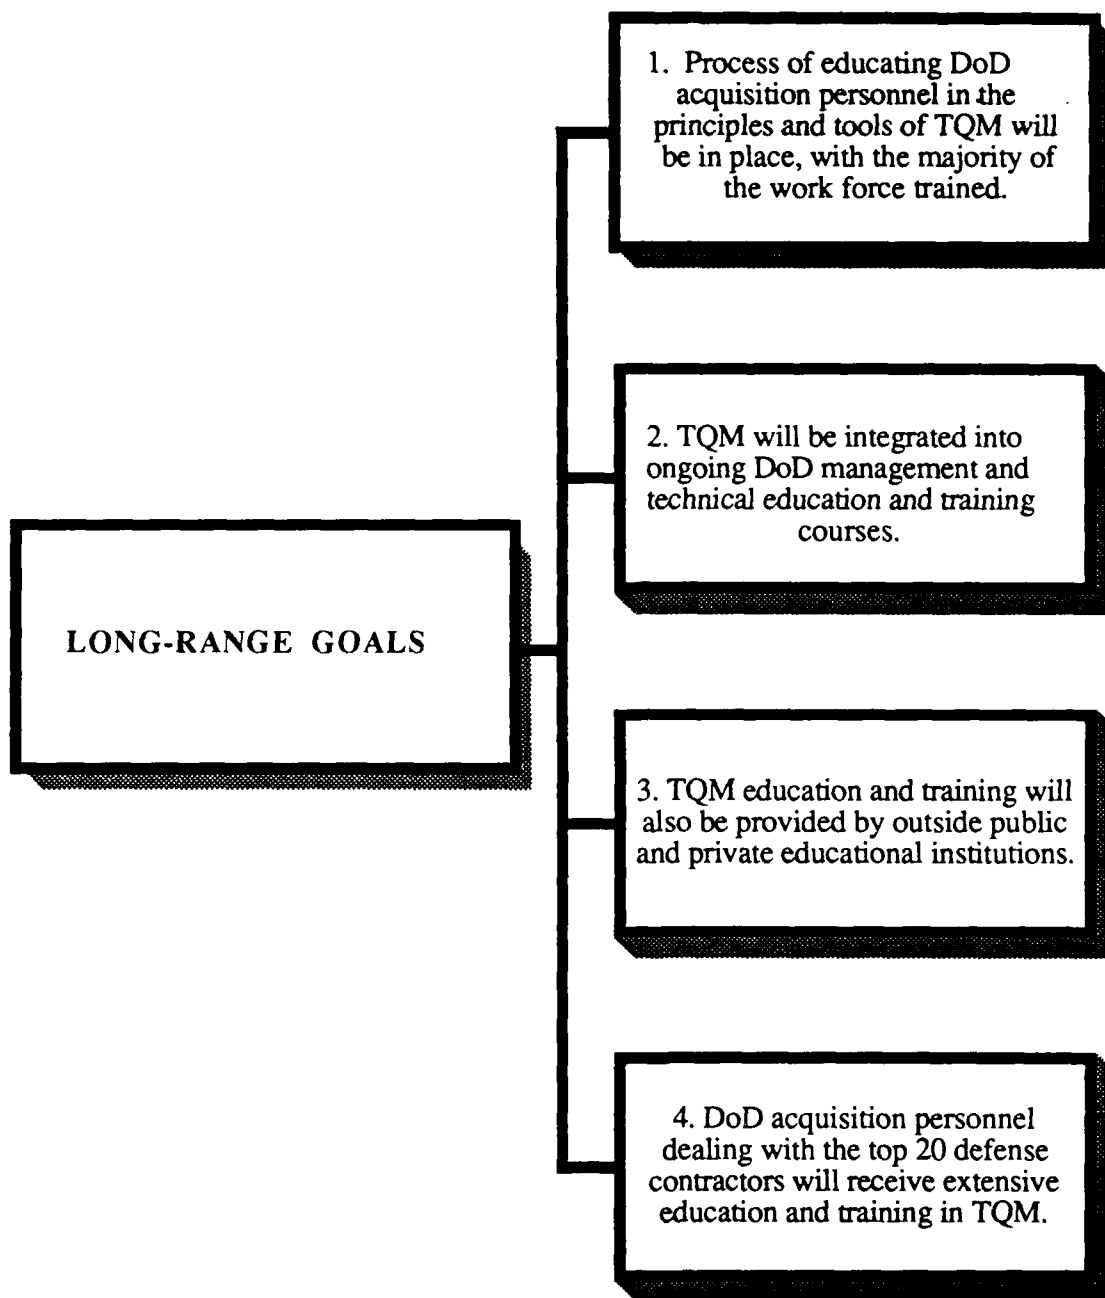 1. Process of educating DoD
acquisition personnel in the
principles and tools of TQM will
be in place, with the majority of
the work force trained.
2. TQM will be integrated into
ongoing DoD management and
technical education and training
courses.
LONG-RANGE GOALS
3. TQM education and training will
also be provided by outside public
and private educational institutions.
4. DoD acquisition personnel
dealing with the top 20 defense
contractors will receive extensive
education and training in TQM.